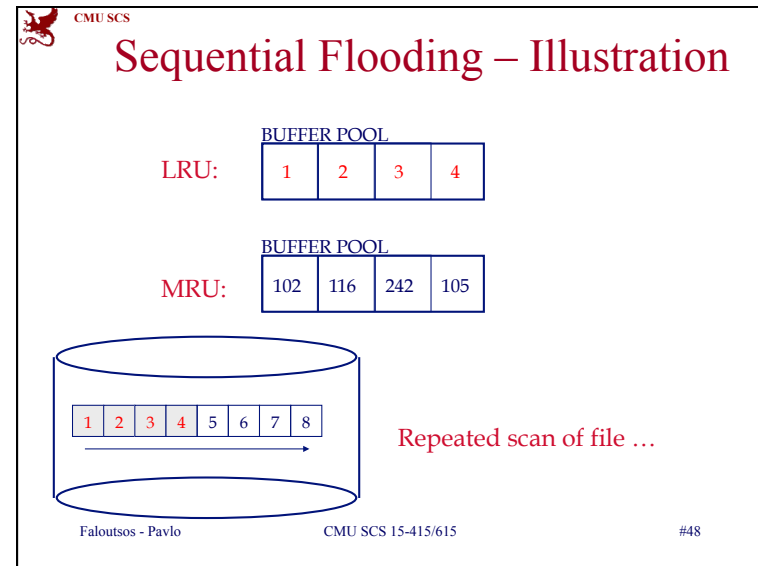 CMU SCS
Sequential Flooding – Illustration
BUFFER POOL
LRU: 1 2 3 4
BUFFER POOL
MRU: 102 116 242 105
1 2 3 4 5 6 7 8
Repeated scan of file …
Faloutsos - Pavlo CMU SCS 15-415/615 #48